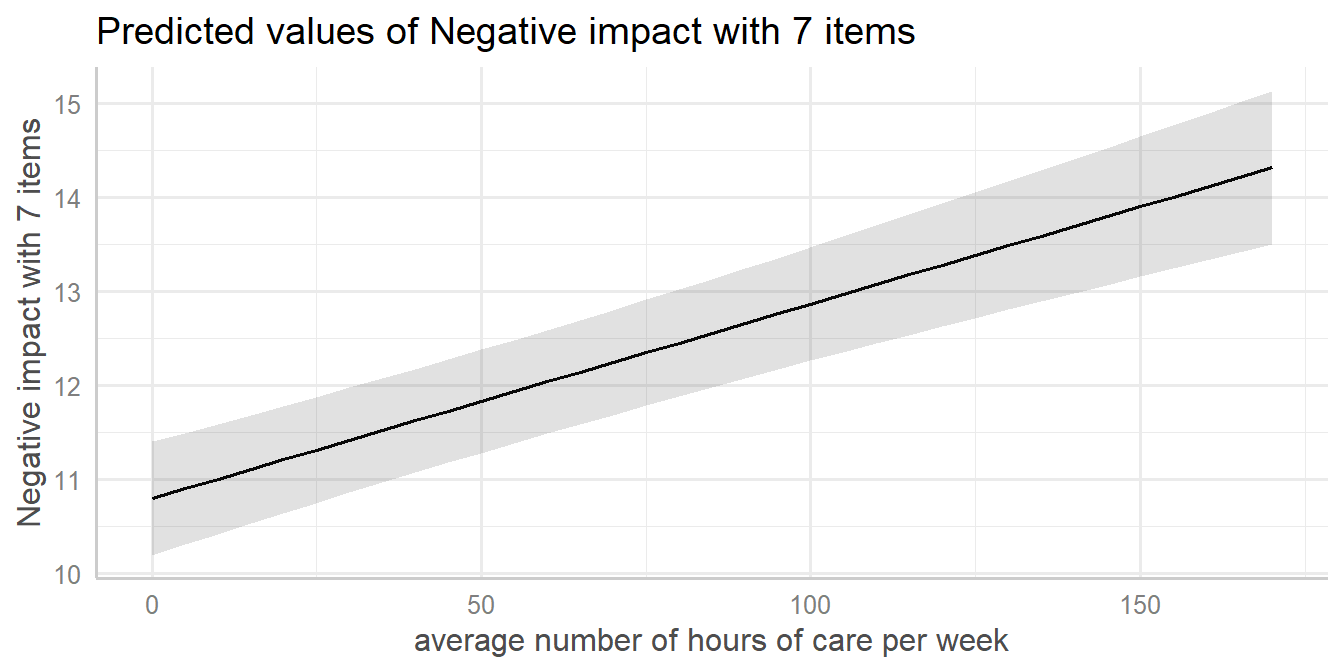 Predicted values of Negative impact with 7 items
Negative impact with 7 items
15
14
13
12
11
10
0 50 100 150
average number of hours of care per week